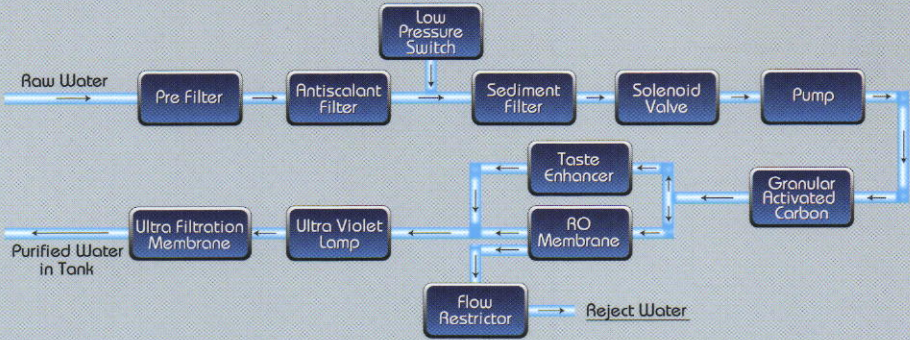 Low
Pressure
Switch
Raw Water
Pre Filter
Antiscalant
Filter
Sediment
Filter
Solenoid
Valve
Pump
Taste
Enhancer
Granular
Activated
Carbon
Ultra Filtration
Membrane
Ultra Violet
Lamp
RO
Membrane
Purified Water
in Tank
Flow
Restrictor
Reject Water